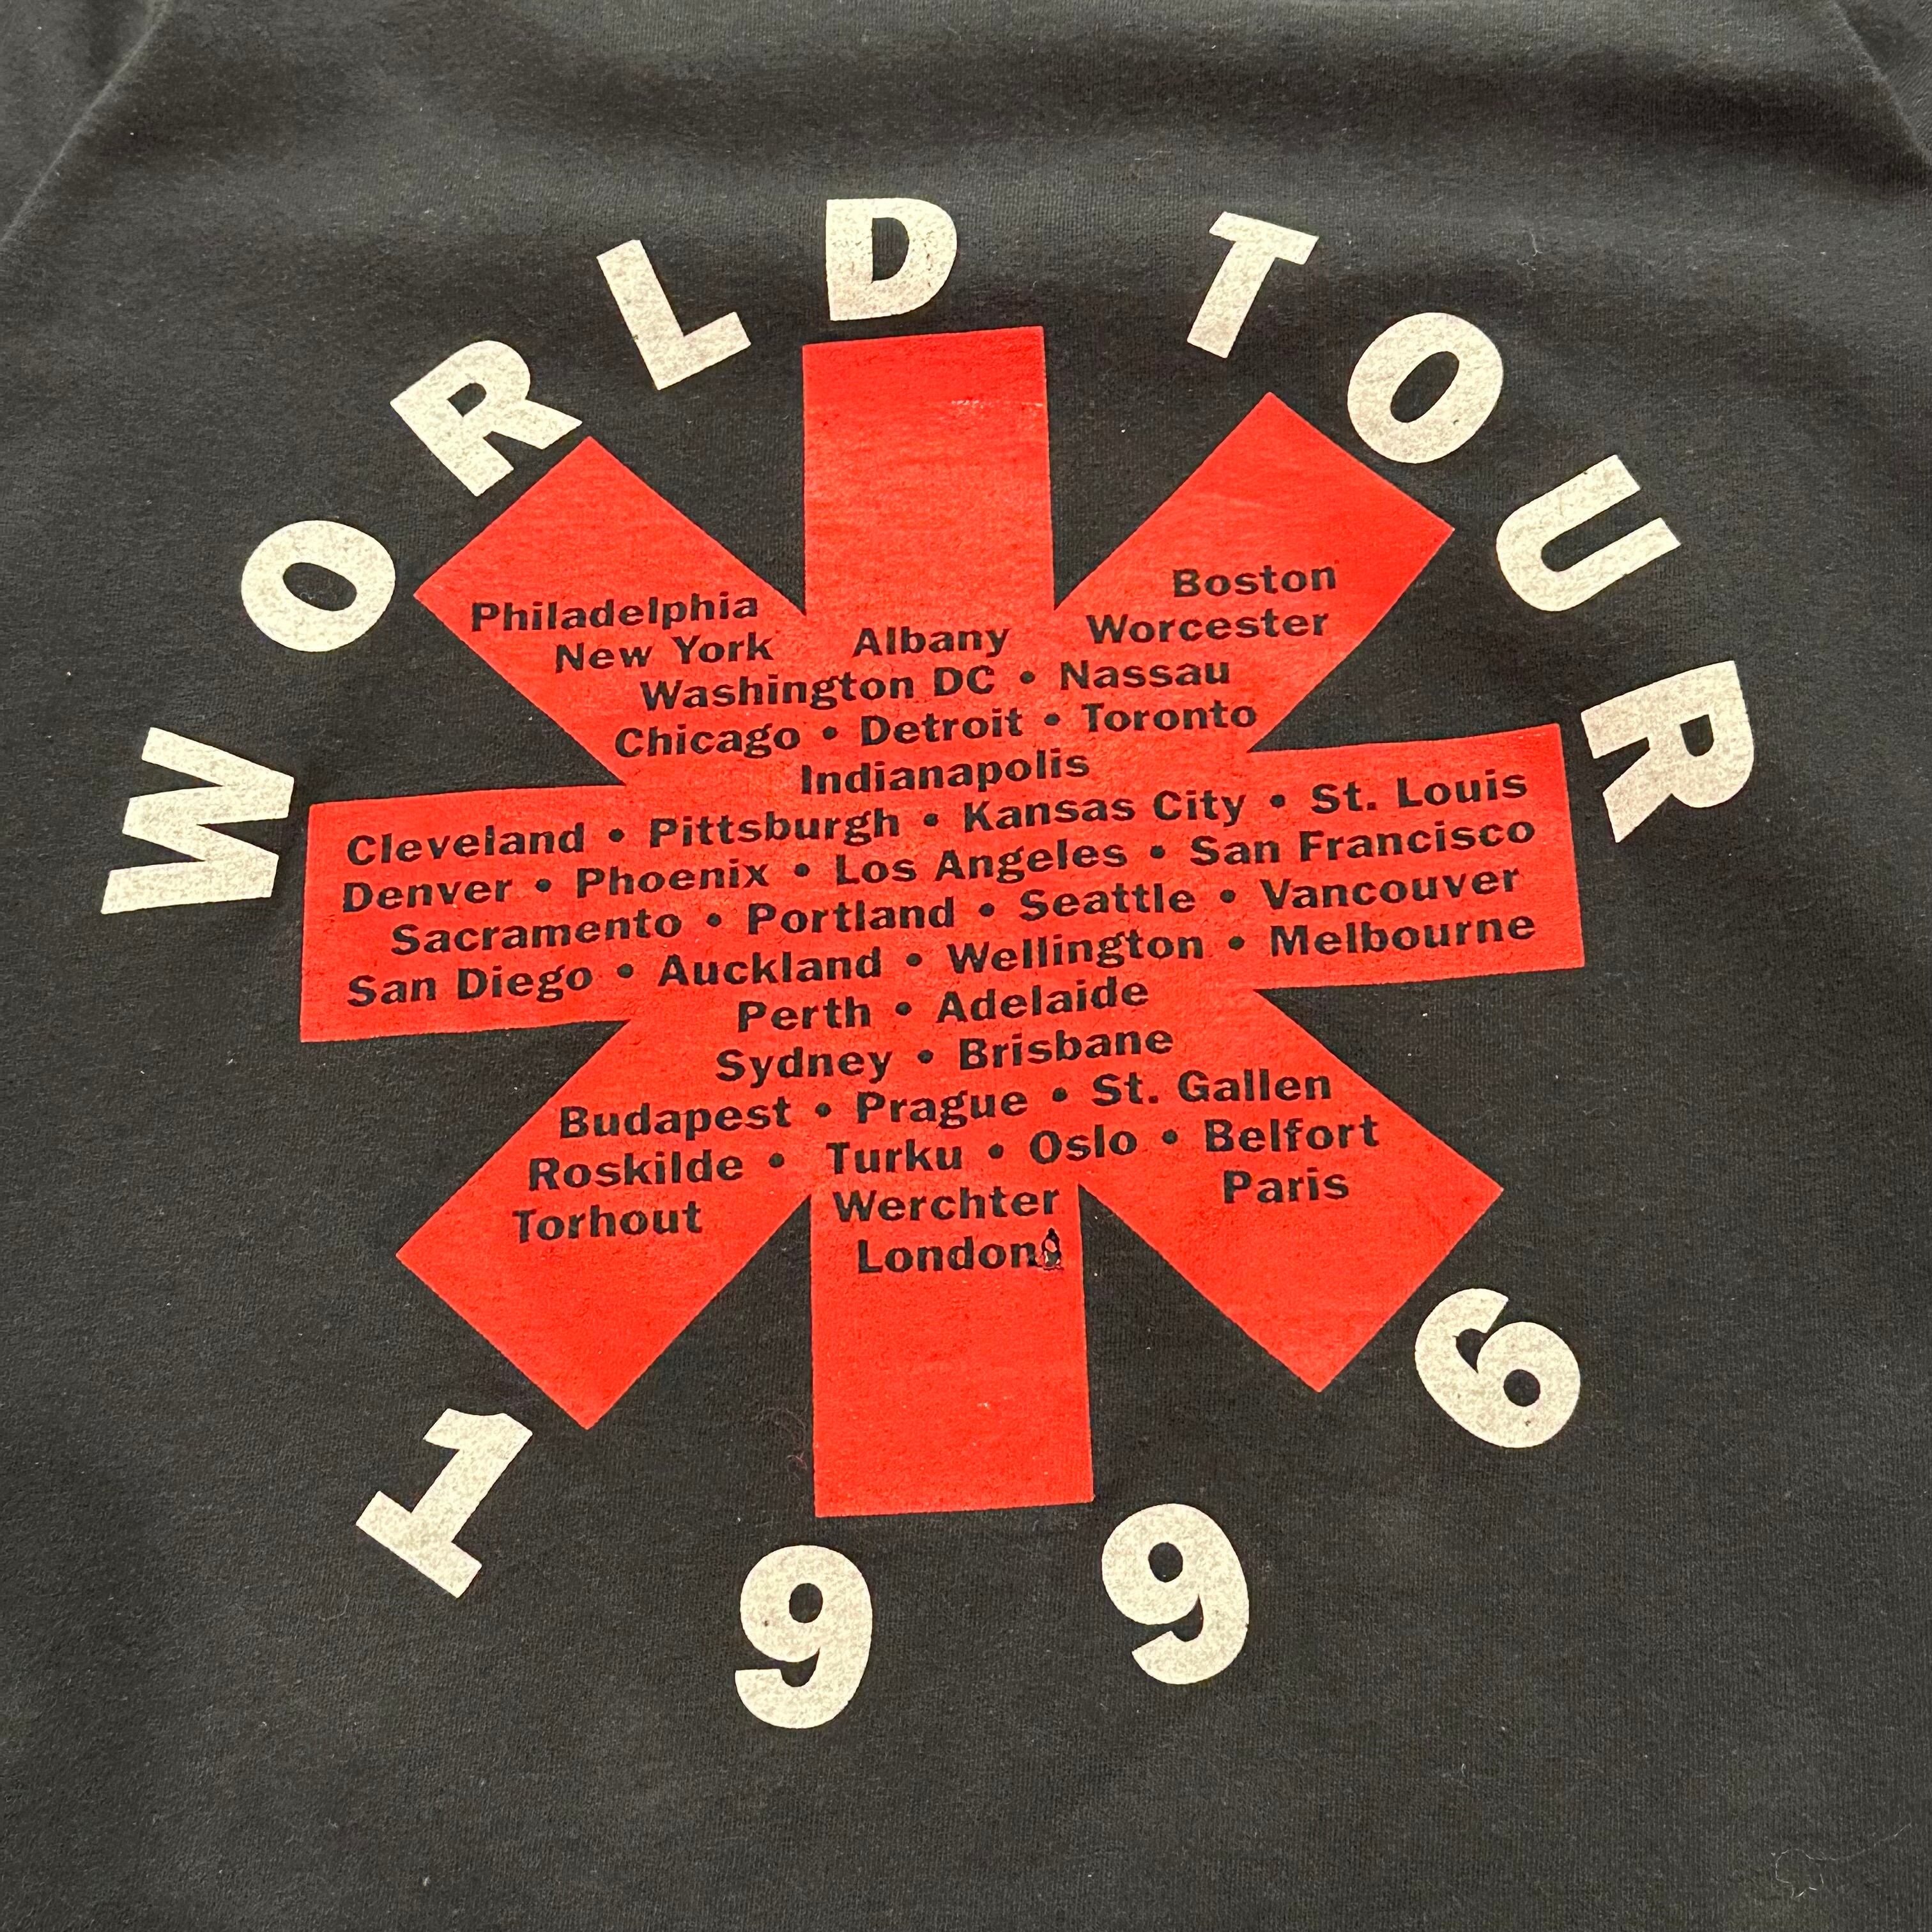 WORLD TOUR
Philadelphia
Boston
New York Albany Worcester
Washington DC • Nassau
Chicago • Detroit • Toronto
Indianapolis
Cleveland • Pittsburgh • Kansas City • St. Louis
Denver • Phoenix • Los Angeles • San Francisco
Sacramento • Portland • Seattle • Vancouver
San Diego • Auckland • Wellington • Melbourne
Perth • Adelaide
Sydney • Brisbane
Budapest • Prague • St. Gallen
Roskilde • Turku • Oslo • Belfort
Torhout Werchter Paris
London
1996